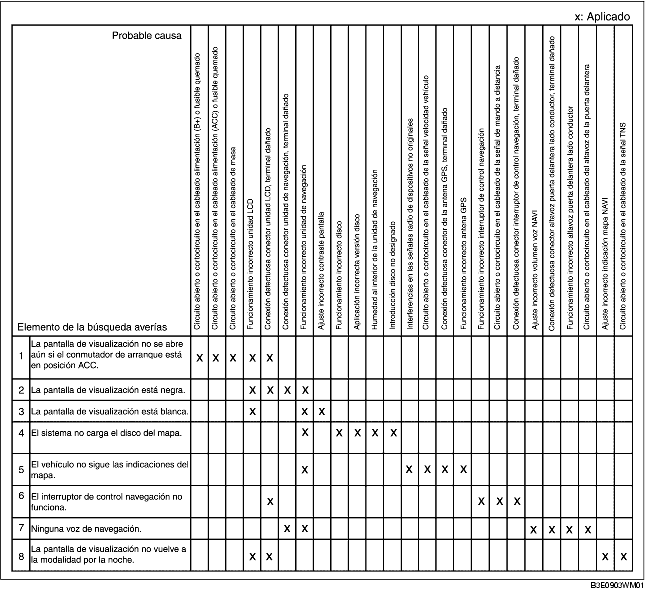 x: Aplicado
Probable causa
Elemento de la búsqueda averías
Circuito abierto o cortocircuito en el cableado alimentación (B+) o fusible quemado
Circuito abierto o cortocircuito en el cableado alimentación (ACC) o fusible quemado
Circuito abierto o cortocircuito en el cableado de masa
Funcionamiento incorrecto unidad LCD
Conexión defectuosa conector unidad LCD, terminal dañado
Conexión defectuosa conector unidad de navegación, terminal dañado
Funcionamiento incorrecto unidad de navegación
Ajuste incorrecto contraste pantalla
Funcionamiento incorrecto disco
Aplicación incorrecta versión disco
Humedad al interior de la unidad de navegación
Introducción disco no designado
Interferencias en las señales radio de dispositivos no originales
Circuito abierto o cortocircuito en el cableado de la señal velocidad vehículo
Conexión defectuosa conector de la antena GPS, terminal dañado
Funcionamiento incorrecto antena GPS
Funcionamiento incorrecto interruptor de control navegación
Circuito abierto o cortocircuito en el cableado de la señal de mando a distancia
Conexión defectuosa conector interruptor de control navegación, terminal dañado
Ajuste incorrecto volumen voz NAVI
Conexión defectuosa conector altavoz puerta delantera lado conductor, terminal dañado
Funcionamiento incorrecto altavoz puerta delantera lado conductor
Circuito abierto o cortocircuito en el cableado del altavoz de la puerta delantera
Ajuste incorrecto indicación mapa NAVI
Circuito abierto o cortocircuito en el cableado de la señal TNS
1 La pantalla de visualización no se abre
aún si el conmutador de arranque está
en posición ACC.
X X X X X
2 La pantalla de visualización está negra. X X X X
3 La pantalla de visualización está blanca. X X X
4 El sistema no carga el disco del mapa. X X X X X
5 El vehículo no sigue las indicaciones del
mapa.
X X X X X
6 El interruptor de control navegación no
funciona.
X X X X
7 Ninguna voz de navegación. X X X X X X
8 La pantalla de visualización no vuelve a
la modalidad por la noche.
X X X X
B3E0903WM01